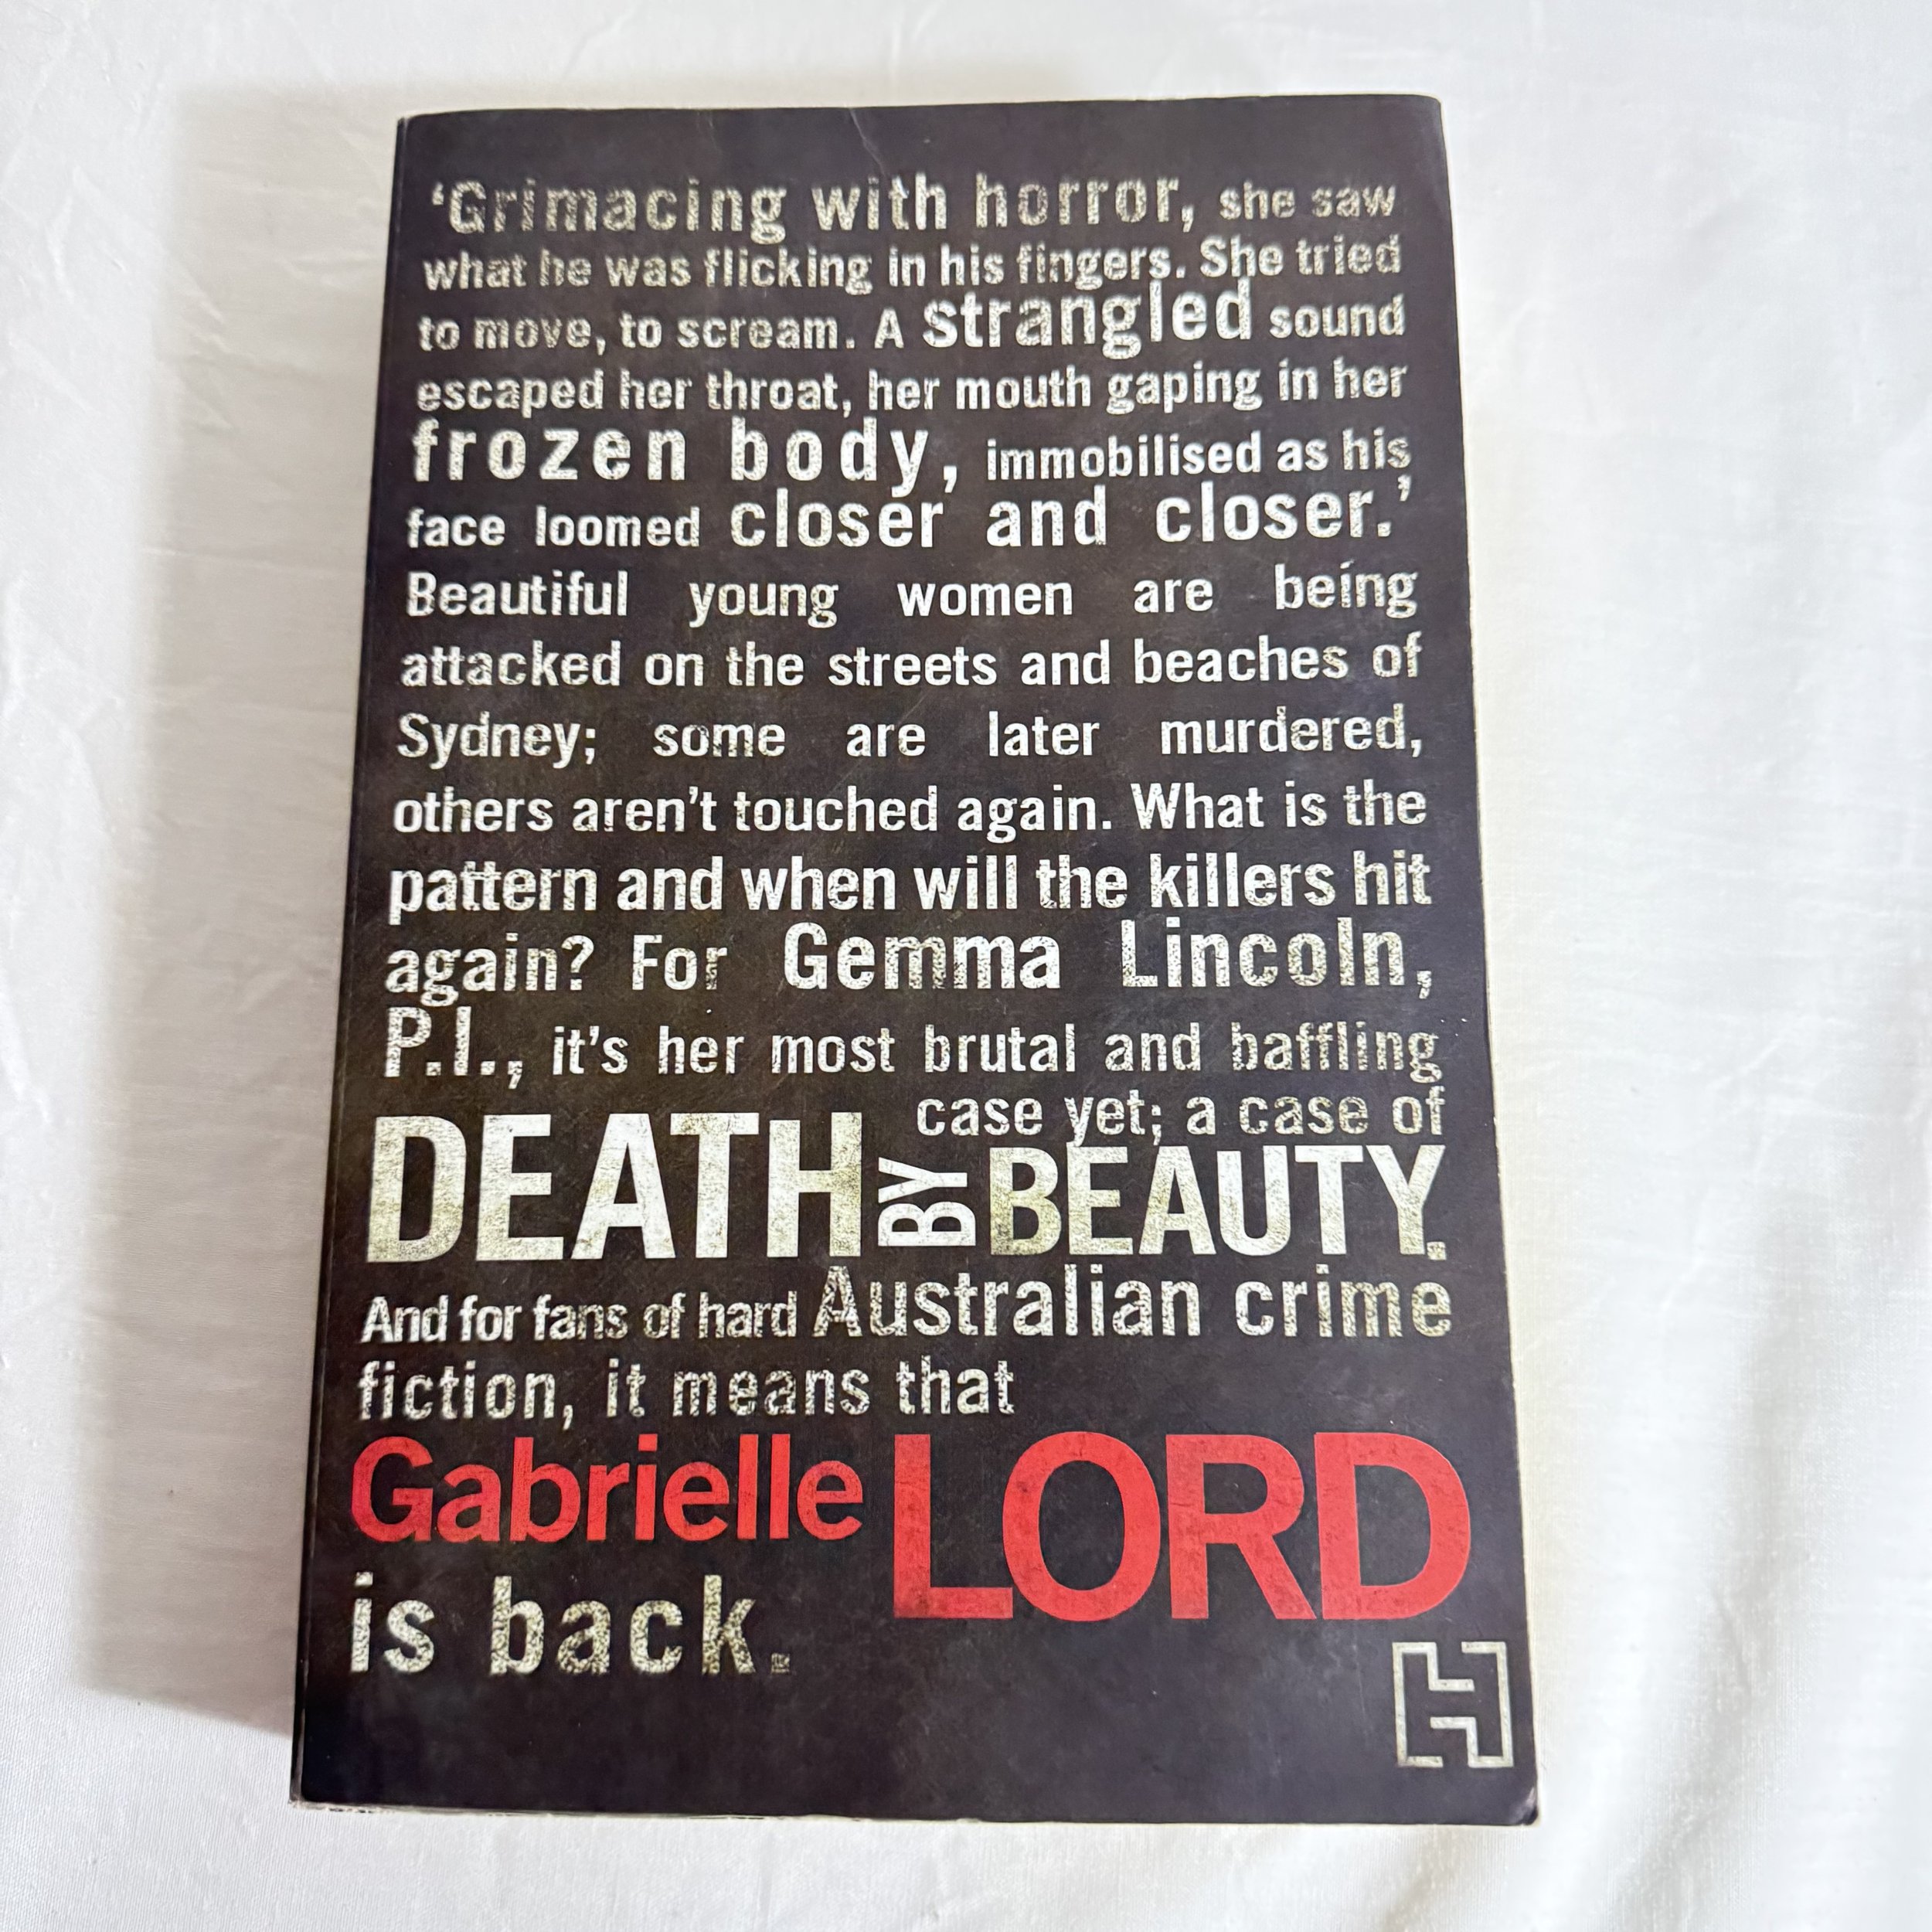 ‘Grimacing with horror, she saw
what he was flicking in his fingers. She tried
to move, to scream. A strangled sound
escaped her throat, her mouth gaping in her
frozen body, immobilised as his
face loomed closer and closer.’
Beautiful young women are being
attacked on the streets and beaches of
Sydney; some are later murdered,
others aren’t touched again. What is the
pattern and when will the killers hit
again? For Gemma Lincoln,
P.I., it’s her most brutal and baffling
case yet; a case of
DEATH BY BEAUTY.
And for fans of hard Australian crime
fiction, it means that
Gabrielle LORD
is back.
H